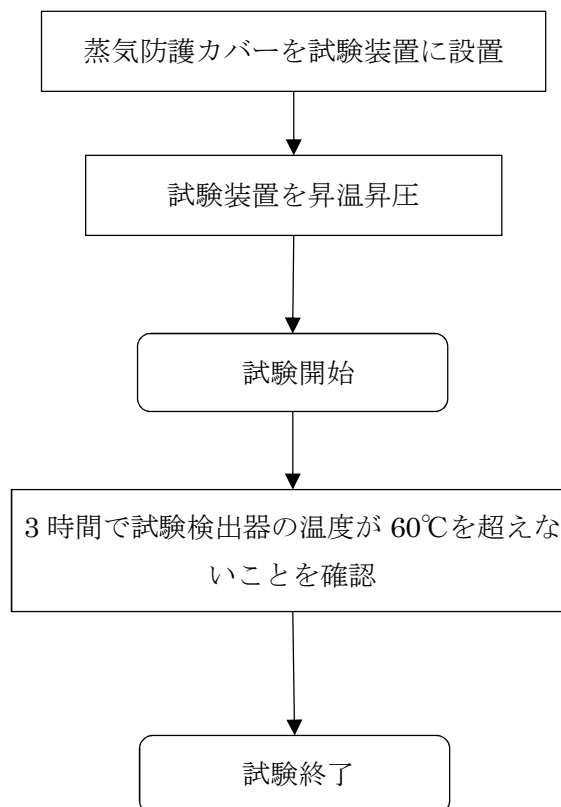 蒸気防護カバーを試験装置に設置
試験装置を昇温昇圧
試験開始
3 時間で試験検出器の温度が 60℃を超えな
いことを確認
試験終了